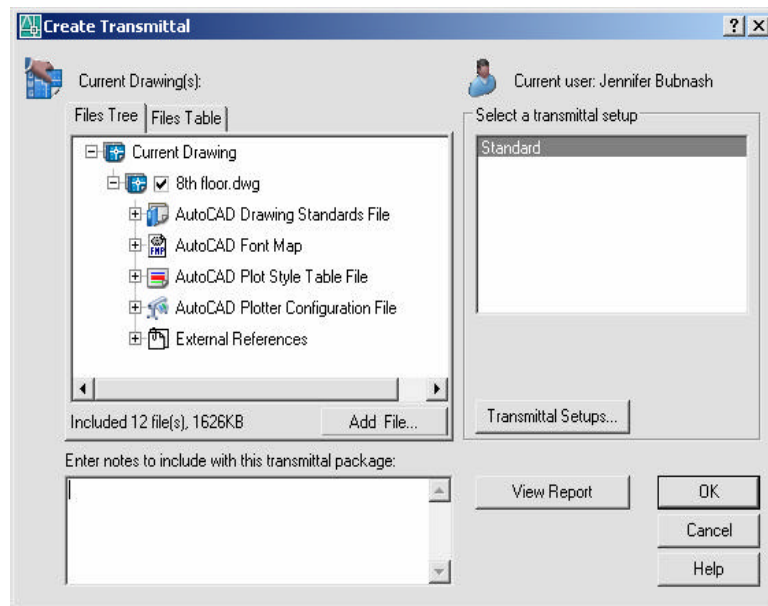 Create Transmittal
Current Drawing(s):
Current user: Jennifer Bubnash
Files Tree
Files Table
Select a transmittal setup
Current Drawing
8th floor.dwg
AutoCAD Drawing Standards File
FMP
AutoCAD Font Map
AutoCAD Plot Style Table File
AutoCAD Plotter Configuration File
External References
Standard
Included 12 file(s), 1626KB
Add File...
Transmittal Setups...
Enter notes to include with this transmittal package:
View Report
OK
Cancel
Help